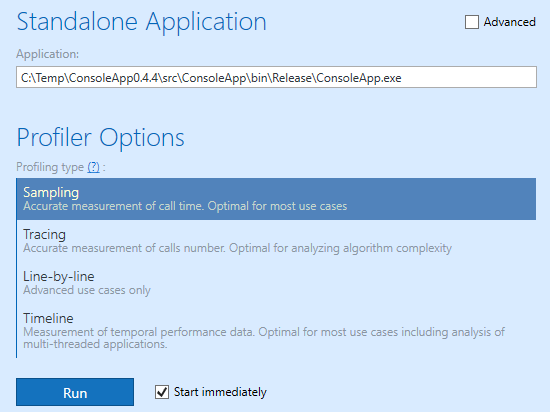 Standalone Application
Advanced
Application:
C:\Temp\ConsoleApp0.4.4\src\ConsoleApp\bin\Release\ConsoleApp.exe
Profiler Options
Profiling type (?) :
Sampling
Accurate measurement of call time. Optimal for most use cases
Tracing
Accurate measurement of calls number. Optimal for analyzing algorithm complexity
Line-by-line
Advanced use cases only
Timeline
Measurement of temporal performance data. Optimal for most use cases including analysis of
multi-threaded applications.
Run
Start immediately